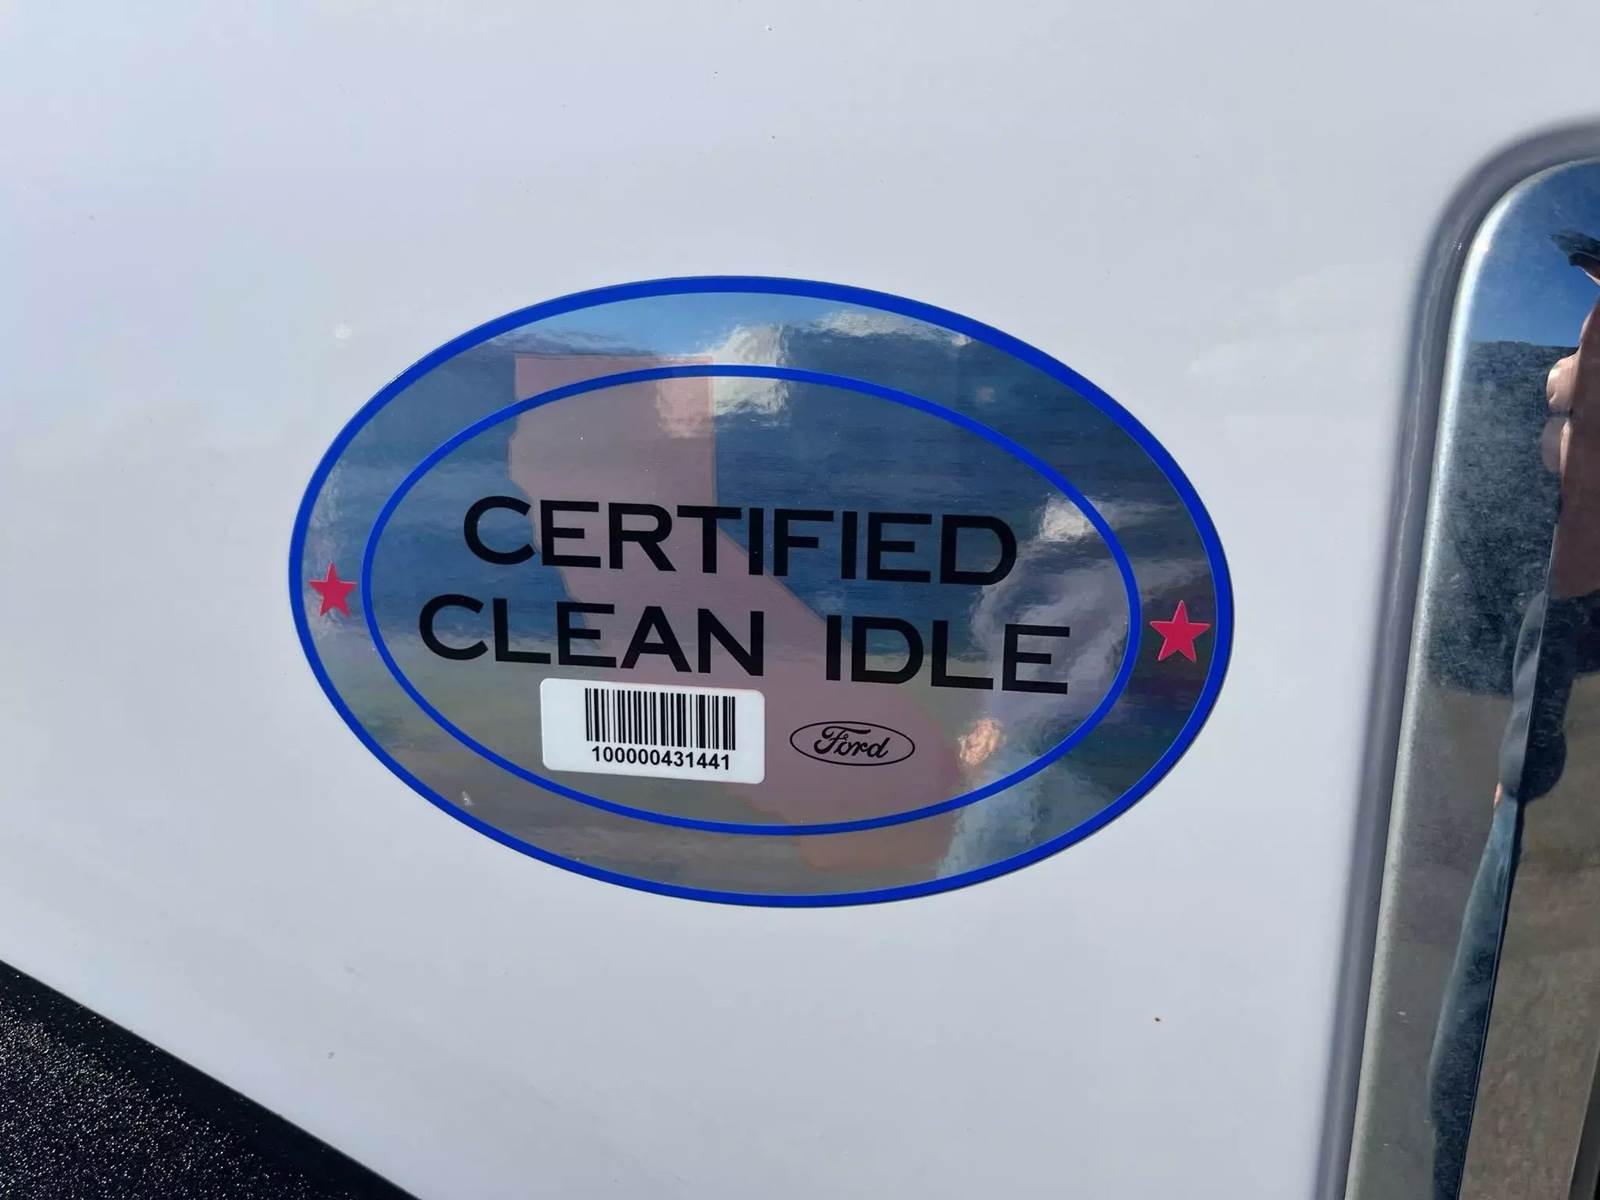 CERTIFIED
CLEAN IDLE
100000431441
Ford